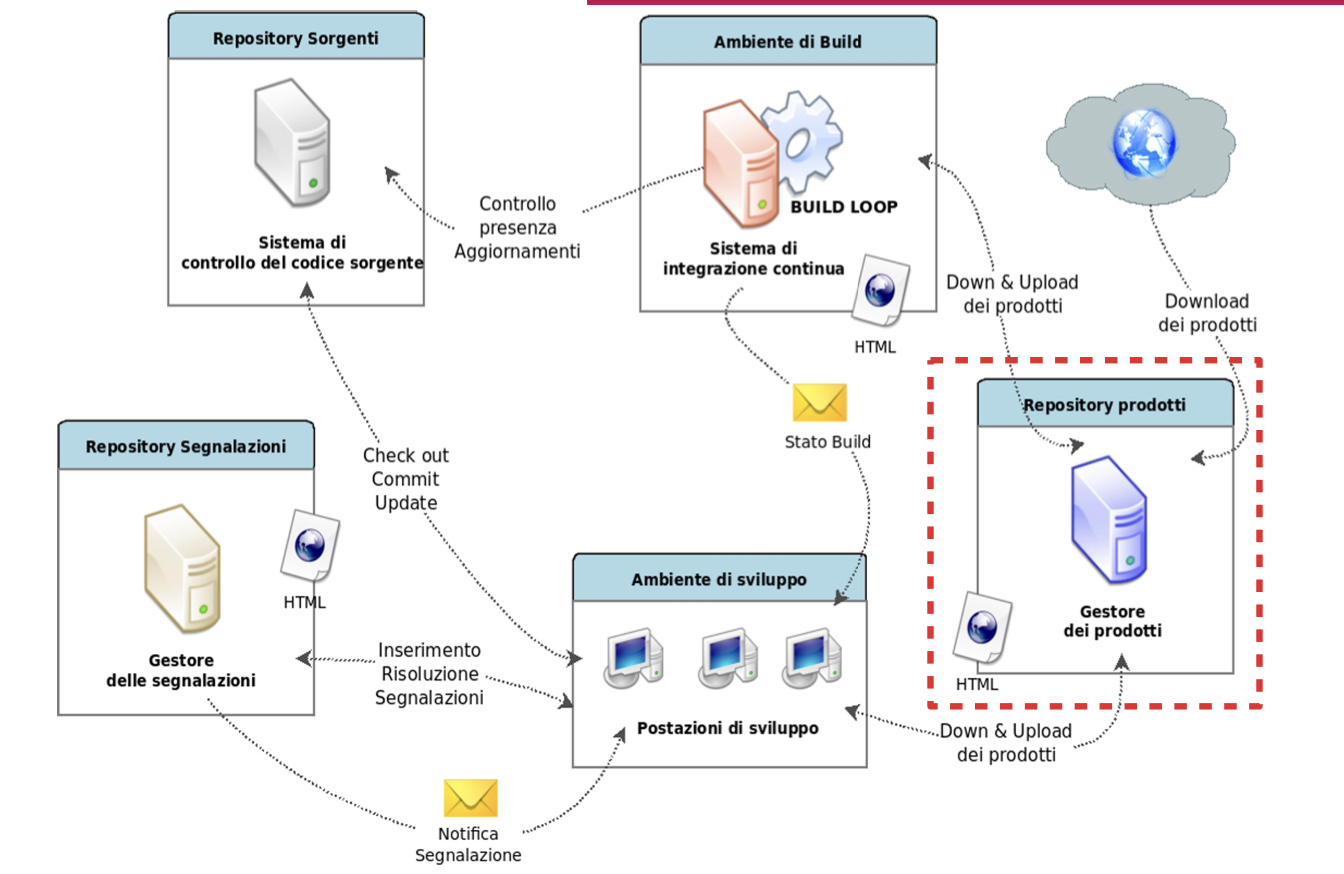 Repository Sorgenti
Sistema di
controllo del codice sorgente
Ambiente di Build
BUILD LOOP
Sistema di
integrazione continua
HTML
Controllo
presenza
Aggiornamenti
Down & Upload
dei prodotti
Download
dei prodotti
Stato Build
Repository prodotti
Gestore
dei prodotti
HTML
Repository Segnalazioni
HTML
Gestore
delle segnalazioni
Check out
Commit
Update
Ambiente di sviluppo
Postazioni di sviluppo
Inserimento
Risoluzione
Segnalazioni
Down & Upload
dei prodotti
Notifica
Segnalazione